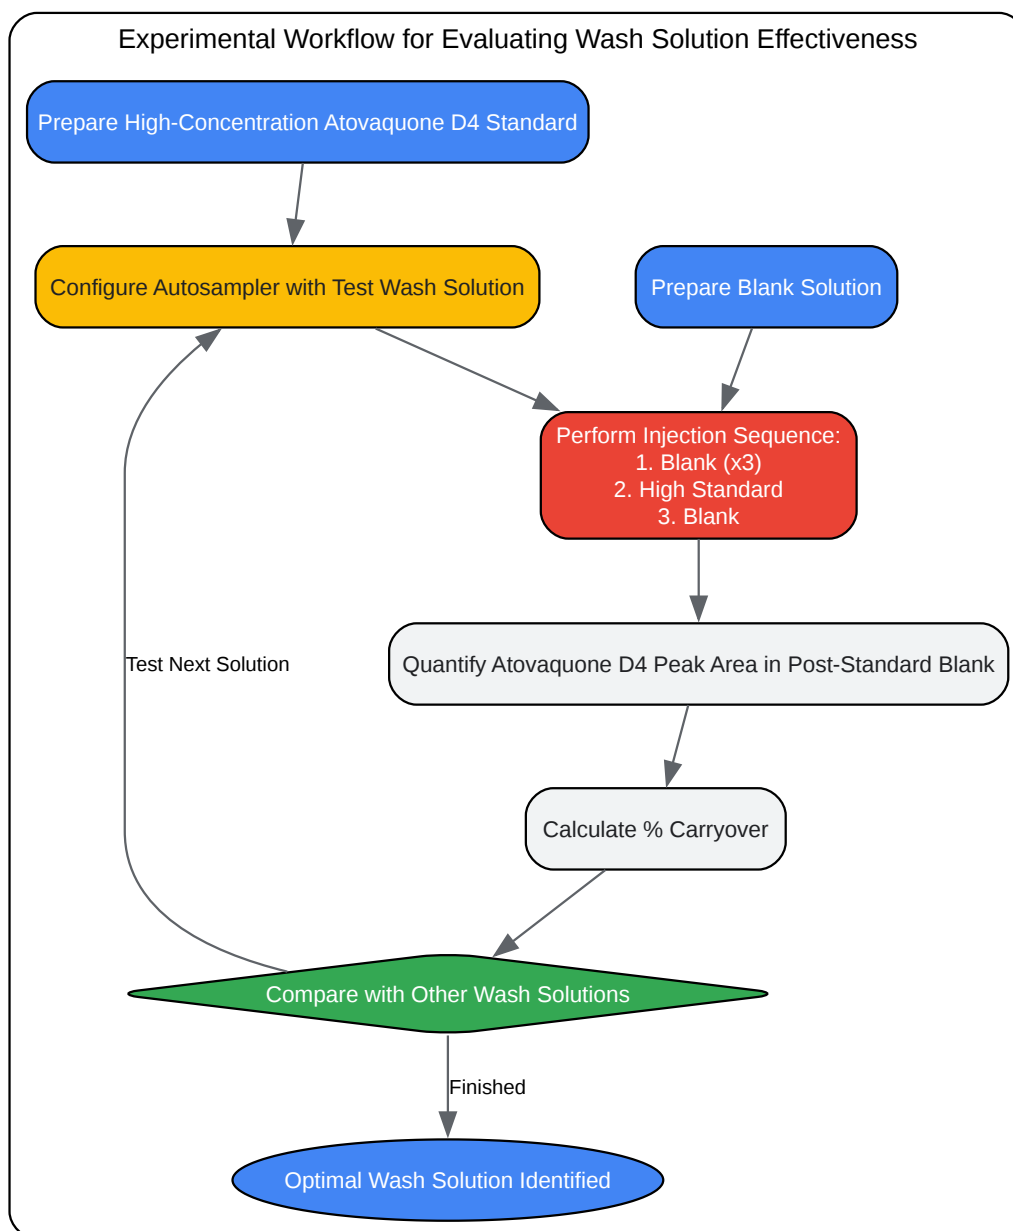 Experimental Workflow for Evaluating Wash Solution Effectiveness
Prepare High-Concentration Atovaquone D4 Standard
Configure Autosampler with Test Wash Solution
Prepare Blank Solution
Perform Injection Sequence:
1. Blank (x3)
2. High Standard
3. Blank
Quantify Atovaquone D4 Peak Area in Post-Standard Blank
Test Next Solution
Calculate % Carryover
Compare with Other Wash Solutions
Finished
Optimal Wash Solution Identified